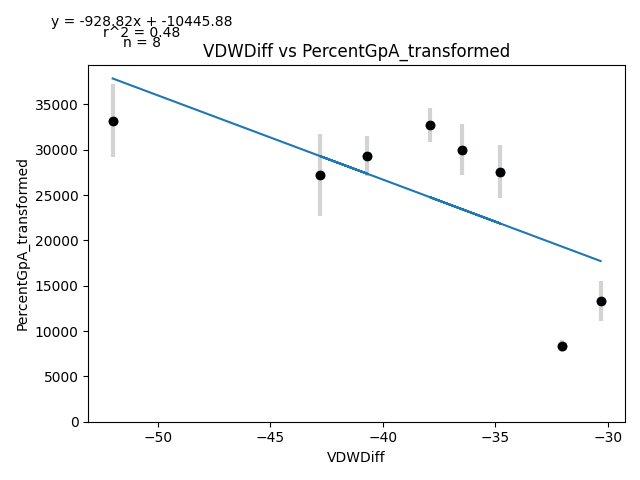 y = -928.82x + -10445.88
r^2 = 0.48
n = 8
VDWDiff vs PercentGpA_transformed
PercentGpA_transformed
35000
30000
25000
20000
15000
10000
5000
0
−50
−45
−40
−35
−30
VDWDiff